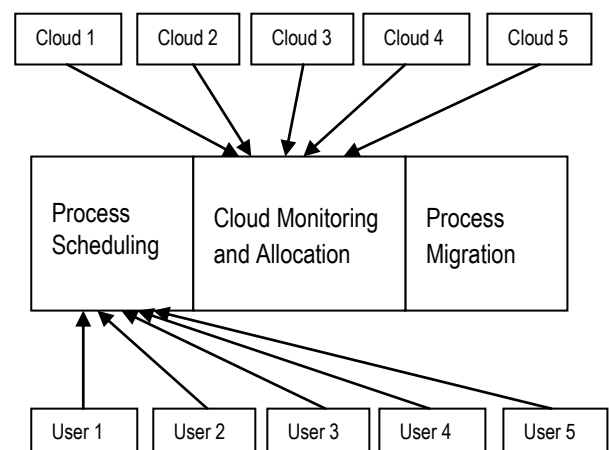 Cloud 1
Cloud 2
Cloud 3
Cloud 4
Cloud 5
Process
Scheduling
Cloud Monitoring
and Allocation
Process
Migration
User 1
User 2
User 3
User 4
User 5